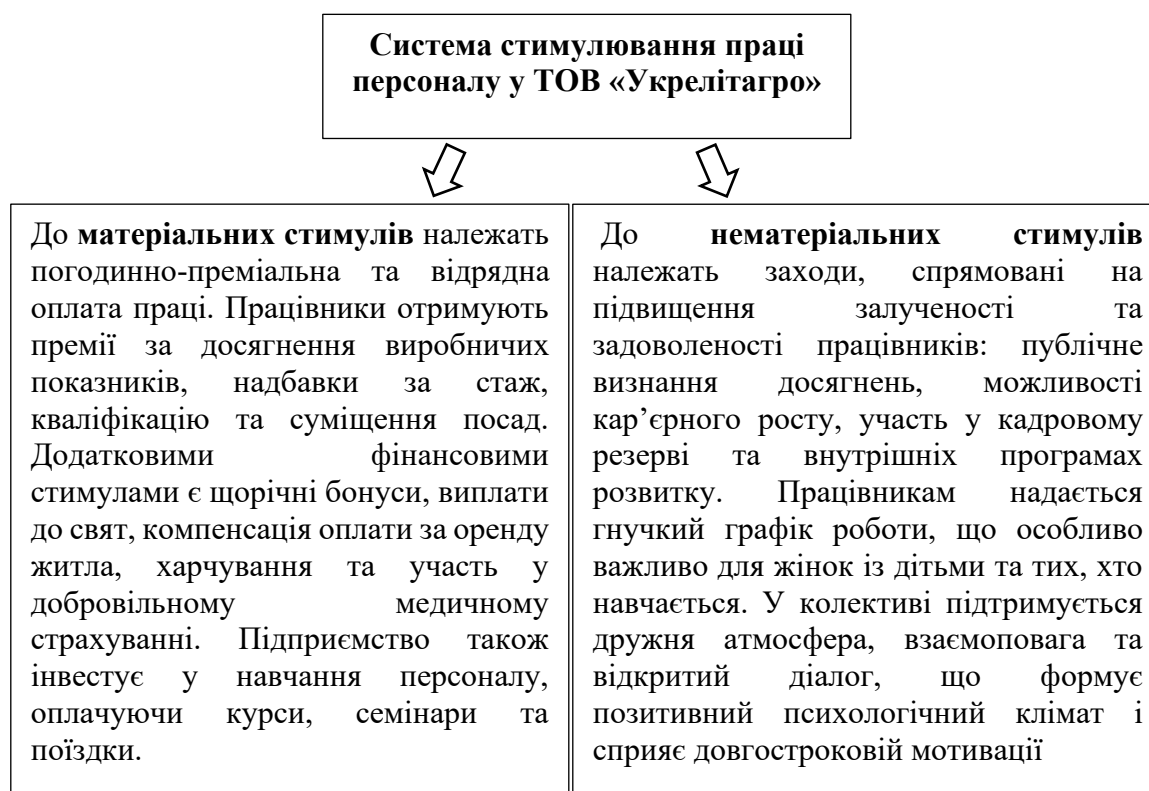 Система стимулювання праці
персоналу у ТОВ «Укрелітагро»
До матеріальних стимулів належать
погодинно-преміальна та відрядна
оплата праці. Працівники отримують
премії за досягнення виробничих
показників, надбавки за стаж,
кваліфікацію та суміщення посад.
Додатковими фінансовими
стимулами є щорічні бонуси, виплати
до свят, компенсація оплати за оренду
житла, харчування та участь у
добровільному медичному
страхуванні. Підприємство також
інвестує у навчання персоналу,
оплачуючи курси, семінари та
поїздки.
До нематеріальних стимулів
належать заходи, спрямовані на
підвищення залученості та
задоволеності працівників: публічне
визнання досягнень, можливості
кар’єрного росту, участь у кадровому
резерві та внутрішніх програмах
розвитку. Працівникам надається
гнучкий графік роботи, що особливо
важливо для жінок із дітьми та тих, хто
навчається. У колективі підтримується
дружня атмосфера, взаємоповага та
відкритий діалог, що формує
позитивний психологічний клімат і
сприяє довгостроковій мотивації